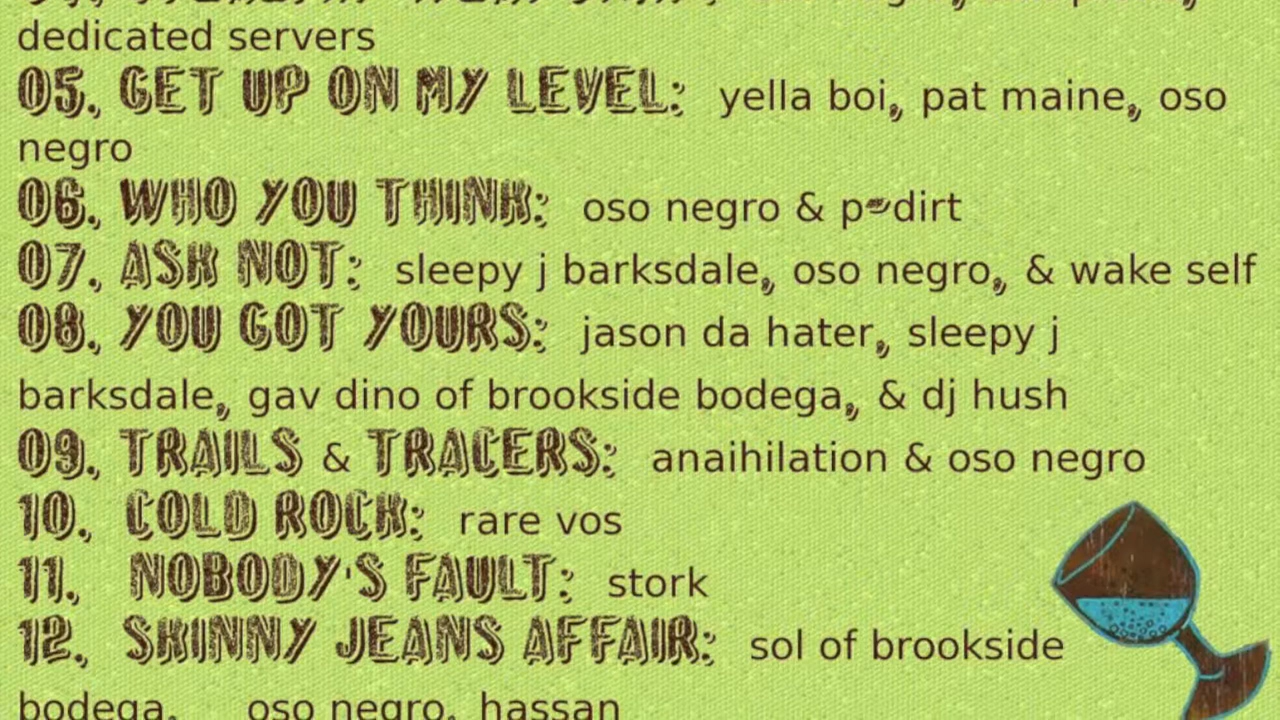 dedicated servers
05. GET UP ON MY LEVEL: yella boi, pat maine, oso
negro
06. WHO YOU THINK: oso negro & p-dirt
07. ASK NOT: sleepy j barksdale, oso negro, & wake self
08. YOU GOT YOURS: jason da hater, sleepy j
barksdale, gav dino of brookside bodega, & dj hush
09. TRAILS & TRACERS: anaihilation & oso negro
10. COLD ROCK: rare vos
11. NOBODY'S FAULT: stork
12. SKINNY JEANS AFFAIR: sol of brookside
bodega, oso negro, hassan